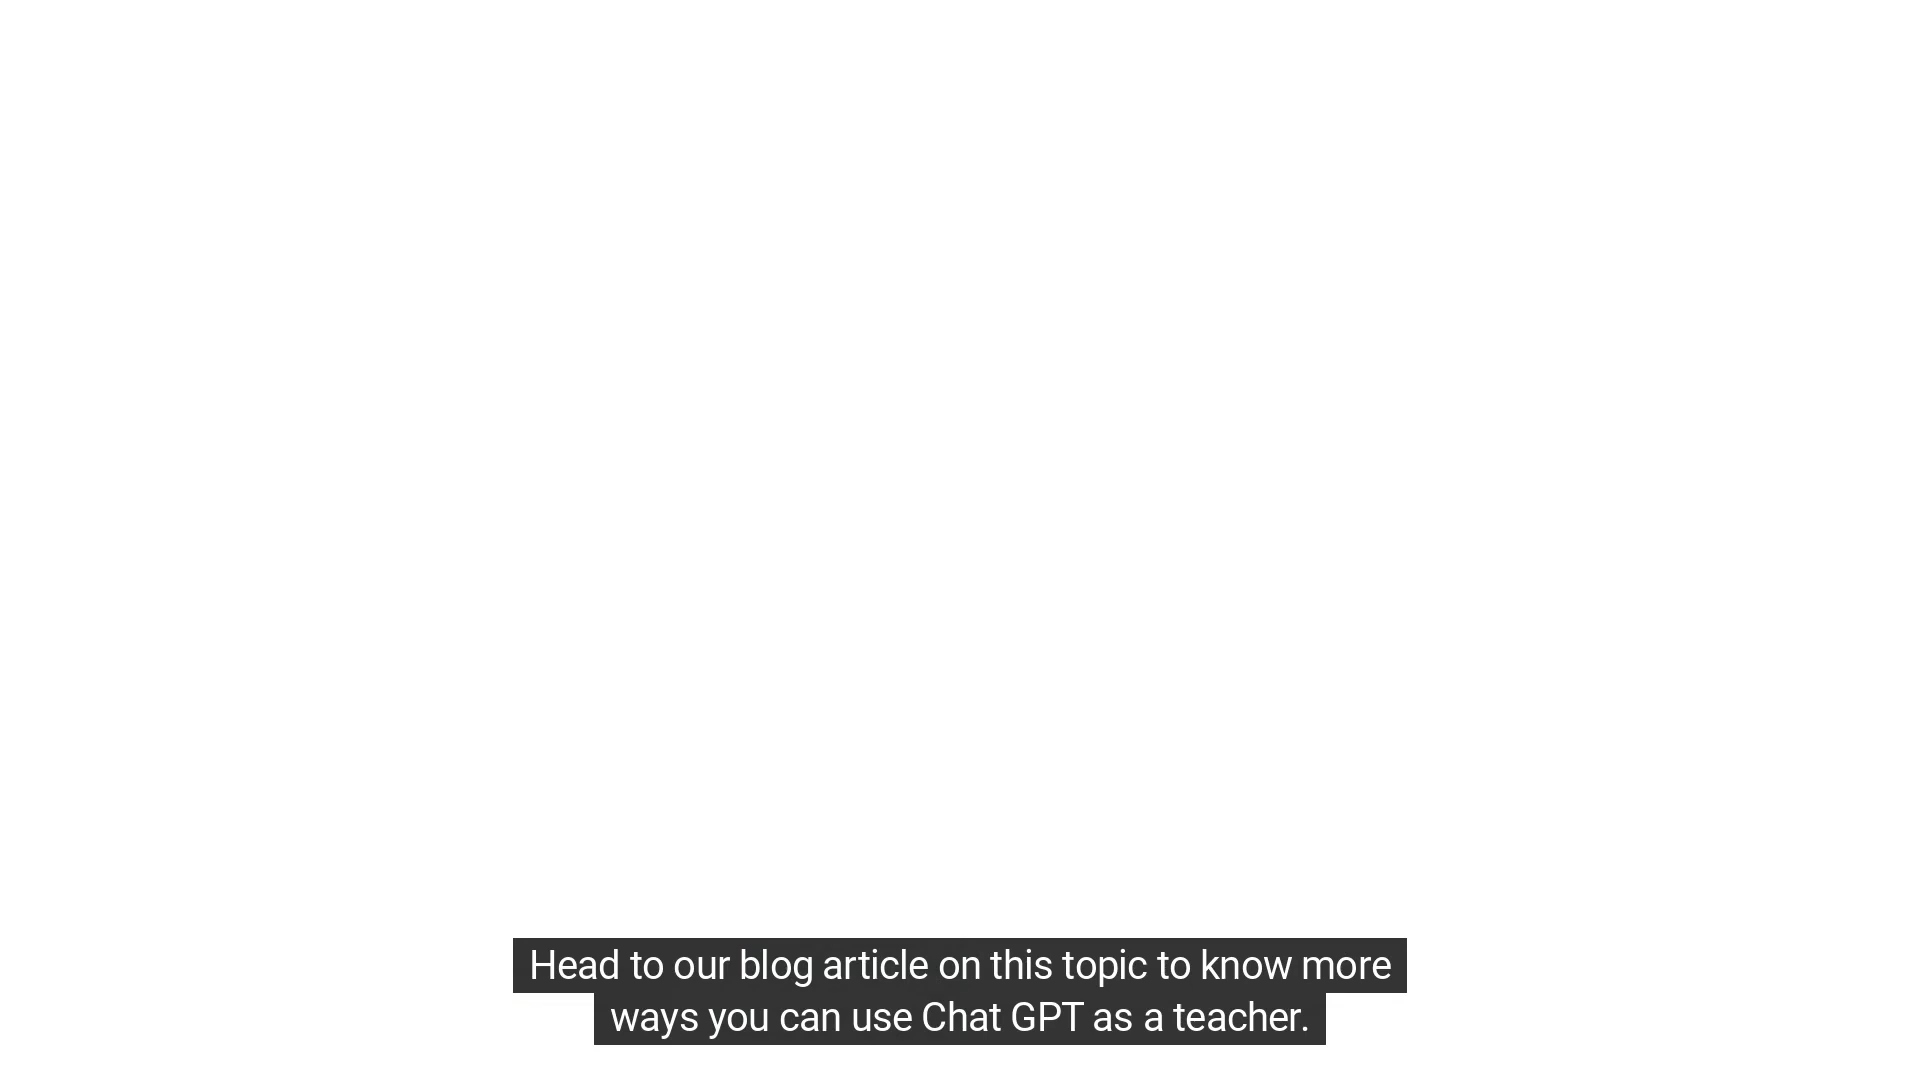 Head to our blog article on this topic to know more
ways you can use Chat GPT as a teacher.